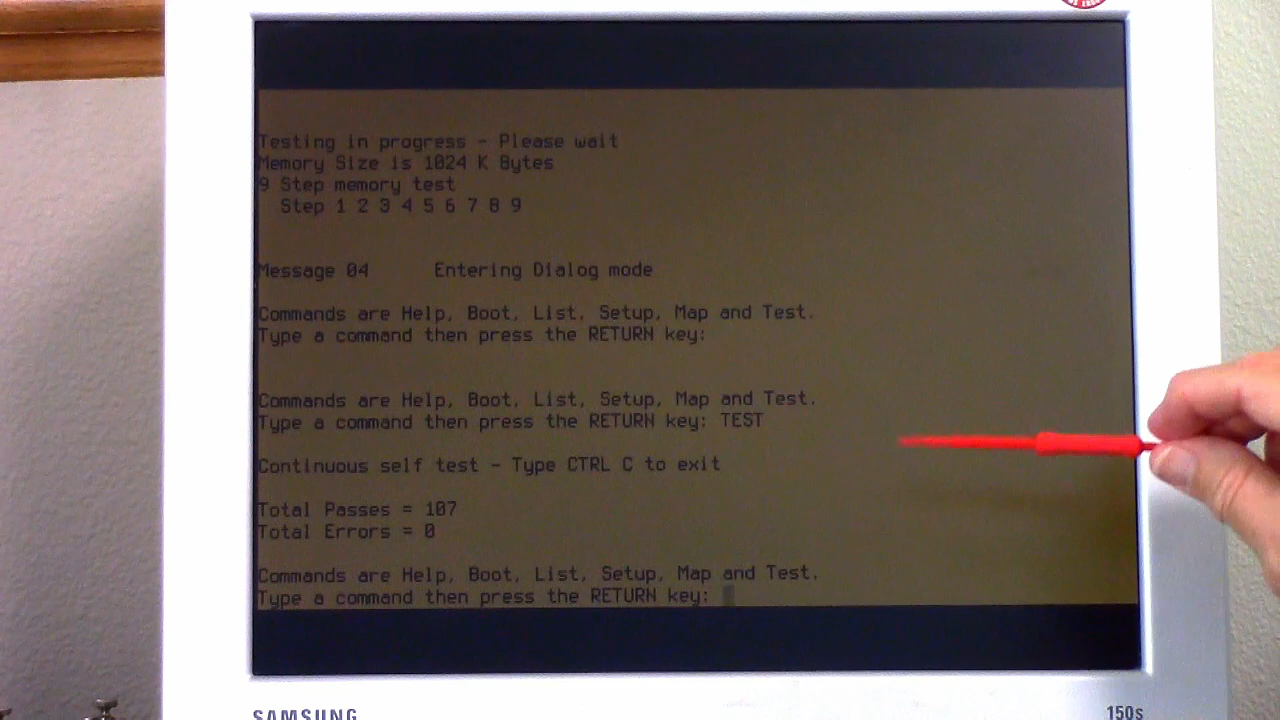 Testing in progress - Please wait
Memory Size is 1024 K Bytes
9 Step memory test
Step 1 2 3 4 5 6 7 8 9
Message 04 Entering Dialog mode
Commands are Help, Boot, List, Setup, Map and Test.
Type a command then press the RETURN key:
Commands are Help, Boot, List, Setup, Map and Test.
Type a command then press the RETURN key: TEST
Continuous self test - Type CTRL C to exit
Total Passes = 107
Total Errors = 0
Commands are Help, Boot, List, Setup, Map and Test.
Type a command then press the RETURN key:
SAMSUNG 150s